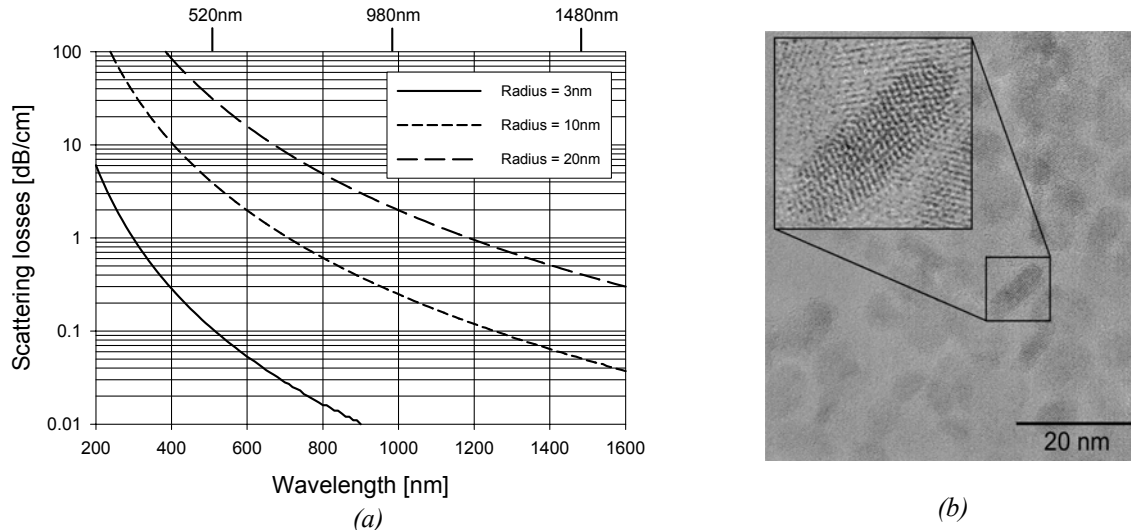 520nm 980nm 1480nm
100
10
1
0.1
0.01
Scattering losses [dB/cm]
Radius = 3nm
Radius = 10nm
Radius = 20nm
200 400 600 800 1000 1200 1400 1600
Wavelength [nm]
(a)
20 nm
(b)